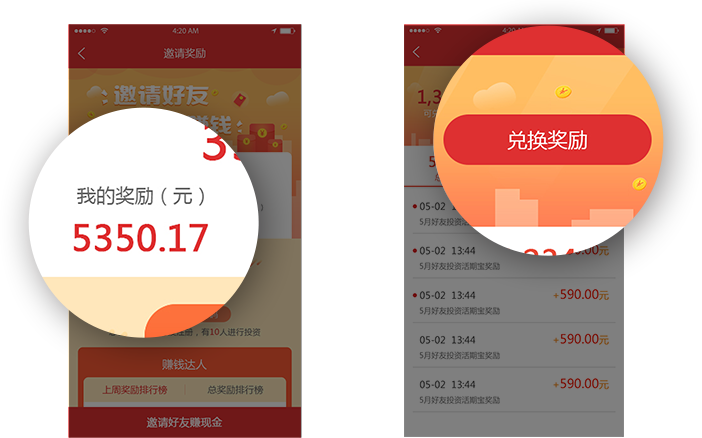 4:20 AM
邀请奖励
邀请好友
赚钱
我的奖励（元）
5350.17
有10人进行投资
赚钱达人
上周奖励排行榜
总奖励排行榜
邀请好友赚现金
4:20 AM
1,3
兑换奖励
05-02
5月好友投资活期宝奖励
05-02 13:44
5月好友投资活期宝奖励
05-02 13:44
+590.00元
5月好友投资活期宝奖励
05-02 13:44
+590.00元
5月好友投资活期宝奖励
05-02 13:44
+590.00元
5月好友投资活期宝奖励